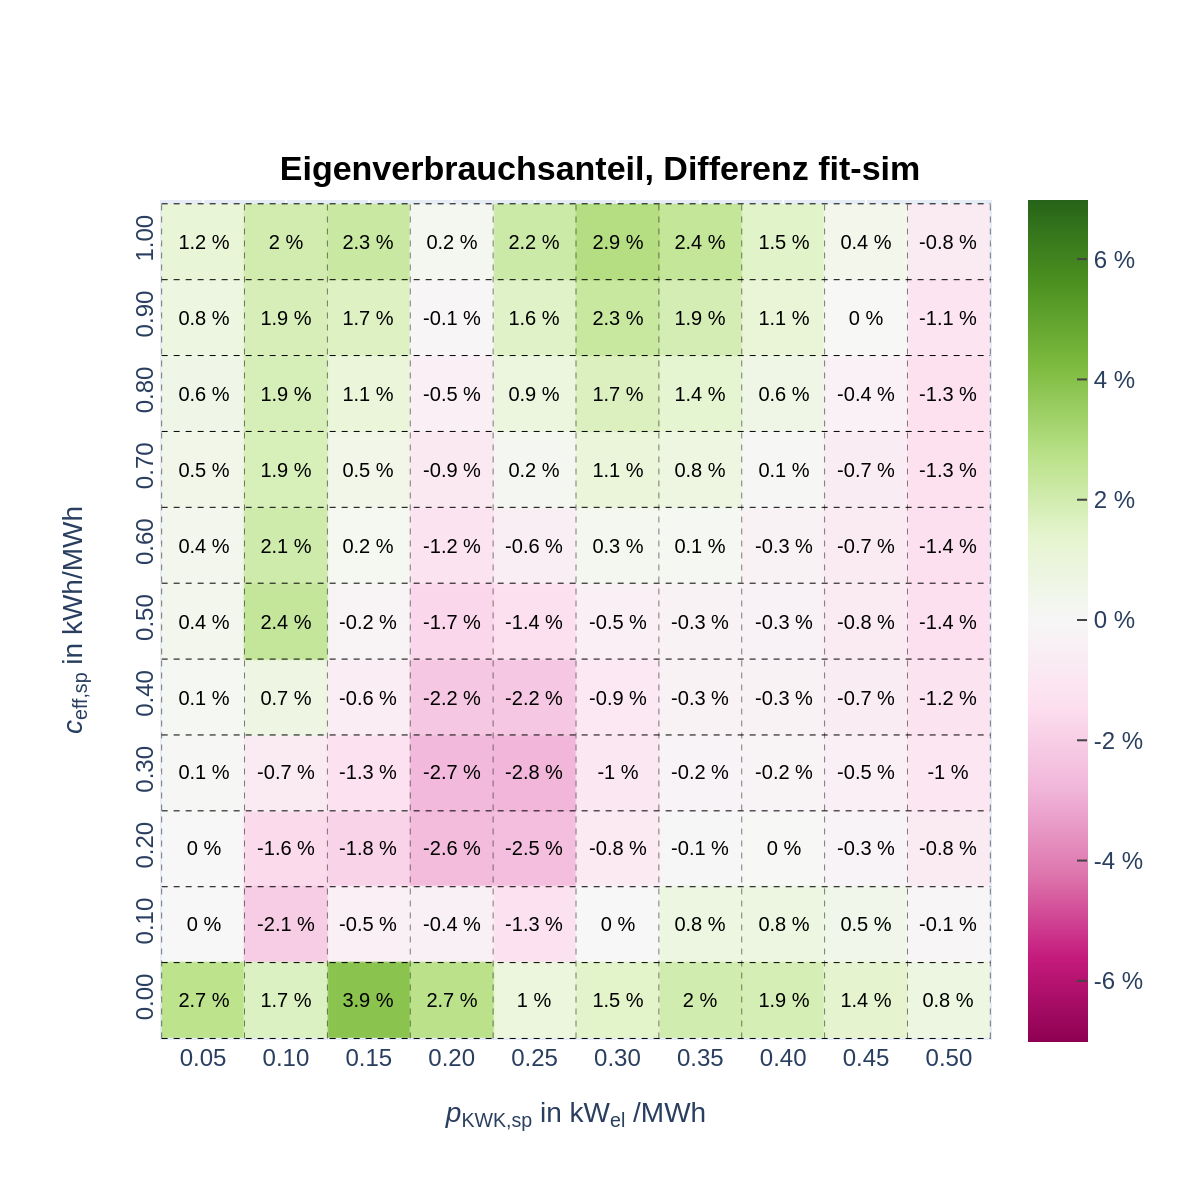 Eigenverbrauchsanteil, Differenz fit-sim
1.00 1.2 % 2 % 2.3 % 0.2 % 2.2 % 2.9 % 2.4 % 1.5 % 0.4 % -0.8 %
0.90 0.8 % 1.9 % 1.7 % -0.1 % 1.6 % 2.3 % 1.9 % 1.1 % 0 % -1.1 %
0.80 0.6 % 1.9 % 1.1 % -0.5 % 0.9 % 1.7 % 1.4 % 0.6 % -0.4 % -1.3 %
0.70 0.5 % 1.9 % 0.5 % -0.9 % 0.2 % 1.1 % 0.8 % 0.1 % -0.7 % -1.3 %
0.60 0.4 % 2.1 % 0.2 % -1.2 % -0.6 % 0.3 % 0.1 % -0.3 % -0.7 % -1.4 %
0.50 0.4 % 2.4 % -0.2 % -1.7 % -1.4 % -0.5 % -0.3 % -0.3 % -0.8 % -1.4 %
0.40 0.1 % 0.7 % -0.6 % -2.2 % -2.2 % -0.9 % -0.3 % -0.3 % -0.7 % -1.2 %
0.30 0.1 % -0.7 % -1.3 % -2.7 % -2.8 % -1 % -0.2 % -0.2 % -0.5 % -1 %
0.20 0 % -1.6 % -1.8 % -2.6 % -2.5 % -0.8 % -0.1 % 0 % -0.3 % -0.8 %
0.10 0 % -2.1 % -0.5 % -0.4 % -1.3 % 0 % 0.8 % 0.8 % 0.5 % -0.1 %
0.00 2.7 % 1.7 % 3.9 % 2.7 % 1 % 1.5 % 2 % 1.9 % 1.4 % 0.8 %
0.05 0.10 0.15 0.20 0.25 0.30 0.35 0.40 0.45 0.50
pKWK,sp in kWel /MWh
ceff,sp in kWh/MWh
6 %
4 %
2 %
0 %
-2 %
-4 %
-6 %